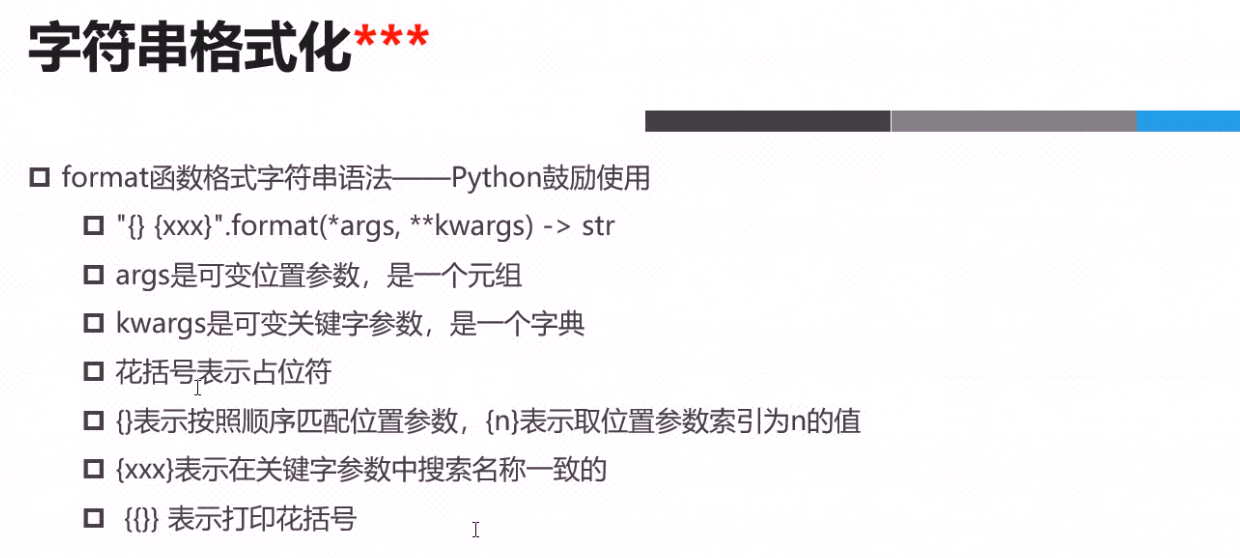 字符串格式化***
format函数格式字符串语法——Python鼓励使用
"{} {xxx}".format(*args, **kwargs) -> str
args是可变位置参数，是一个元组
kwargs是可变关键字参数，是一个字典
花括号表示占位符
{}表示按照顺序匹配位置参数，{n}表示取位置参数索引为n的值
{xxx}表示在关键字参数中搜索名称一致的
{{}} 表示打印花括号